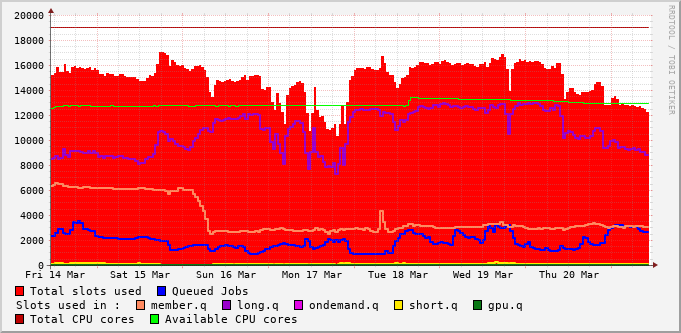 20000
18000
16000
14000
12000
10000
8000
6000
4000
2000
0
Fri 14 Mar Sat 15 Mar Sun 16 Mar Mon 17 Mar Tue 18 Mar Wed 19 Mar Thu 20 Mar
Total slots used Queued Jobs
Slots used in : member.q long.q ondemand.q short.q gpu.q
Total CPU cores Available CPU cores
RRDTOOL / TOBI OETIKER